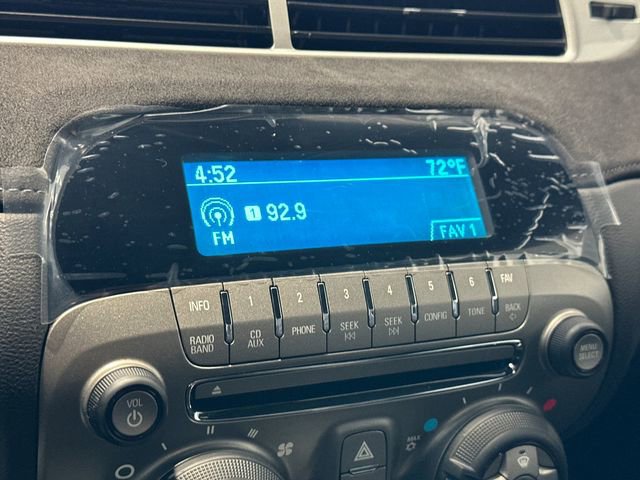 4:52 72°F
1 92.9
FM FAV 1
INFO 1 2 3 4 5 6 FAV
RADIO BAND CD AUX PHONE SEEK SEEK CONFIG TONE BACK
MENU
SELECT
VOL
MAX